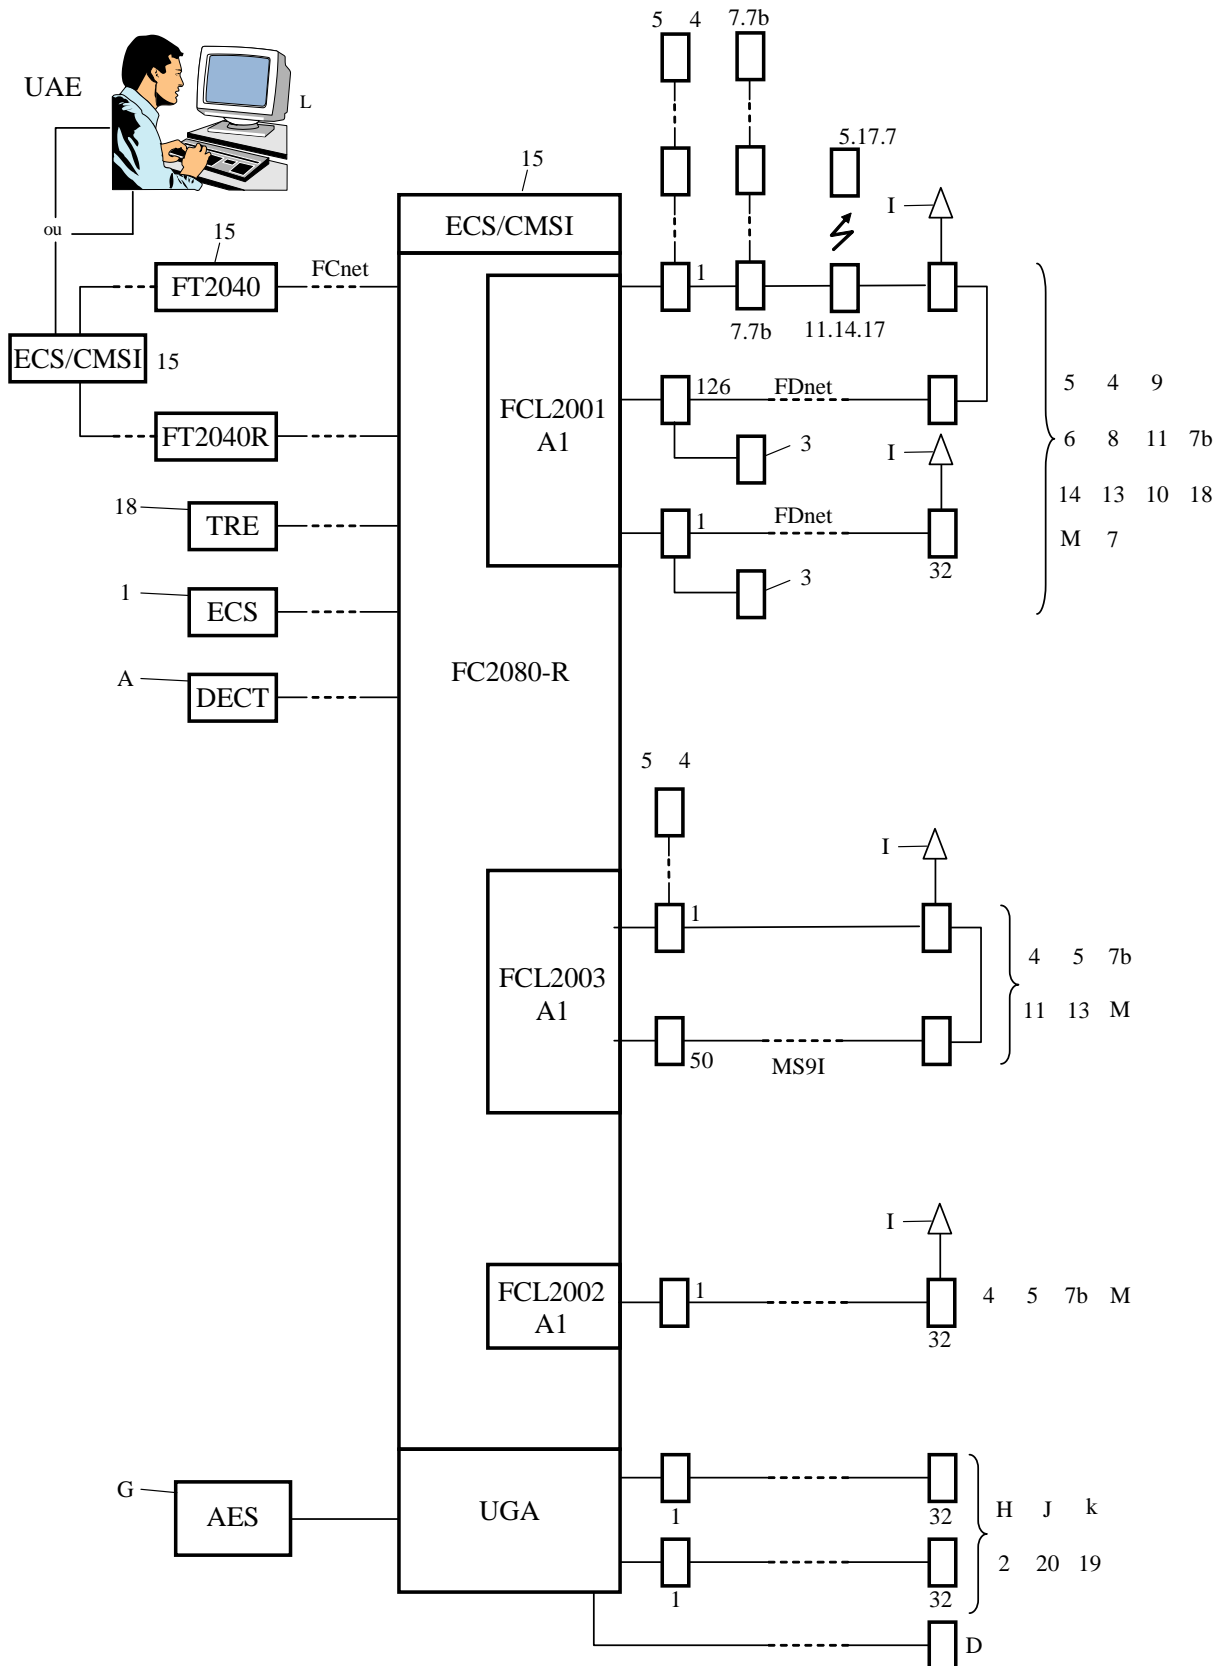 5 4 7.7b
UAE
L
5.17.7
15
I
ECS/CMSI
ou
15
FT2040
FCnet
1
7.7b
11.14.17
ECS/CMSI
15
FCL2001
A1
126
FDnet
5 4 9
FT2040R
3
I
6 8 11 7b
18
TRE
1
FDnet
32
14 13 10 18
M 7
3
1
ECS
FC2080-R
A
DECT
5 4
I
1
FCL2003
A1
4 5 7b
11 13 M
50
MS9I
I
FCL2002
A1
1
32
4 5 7b M
G
AES
UGA
1
32
H J k
2 20 19
1
32
D